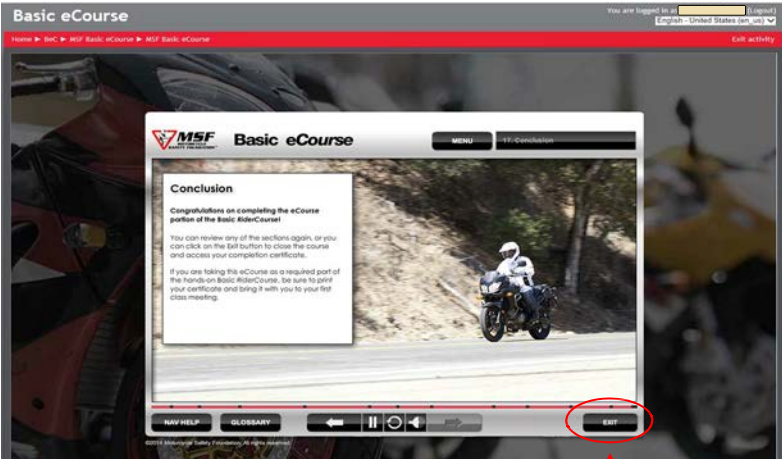 Basic eCourse
You are logged in as (Logout)
English - United States (en_us)
Home ► BeC ► MSF Basic eCourse ► MSF Basic eCourse
Exit activity
MSF
MOTORCYCLE
SAFETY FOUNDATION
Basic eCourse
MENU
17. Conclusion
Conclusion
Congratulations on completing the eCourse
portion of the Basic RiderCourse!
You can review any of the sections again, or you
can click on the Exit button to close the course
and access your completion certificate.
If you are taking this eCourse as a required part of
the hands-on Basic RiderCourse, be sure to print
your certificate and bring it with you to your first
class meeting.
NAV HELP
GLOSSARY
EXIT
©2014 Motorcycle Safety Foundation. All rights reserved.